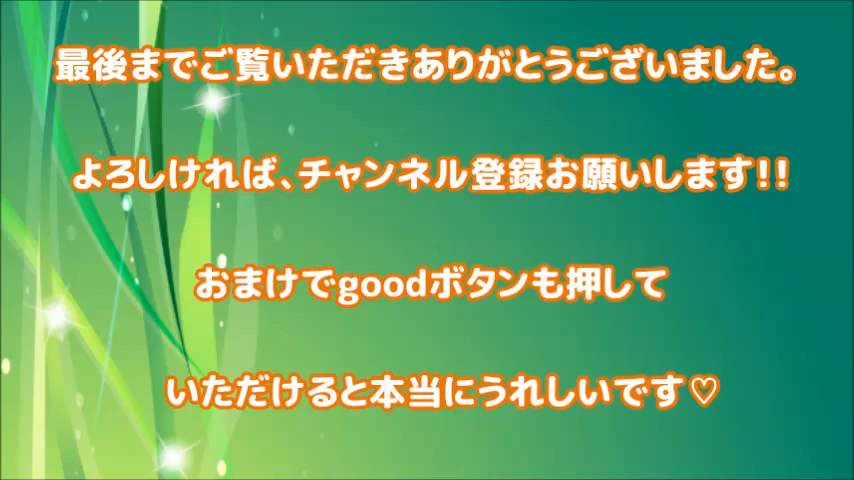 最後までご覧いただきありがとうございました。
よろしければ、チャンネル登録お願いします!!
おまけでgoodボタンも押して
いただけると本当にうれしいです♡